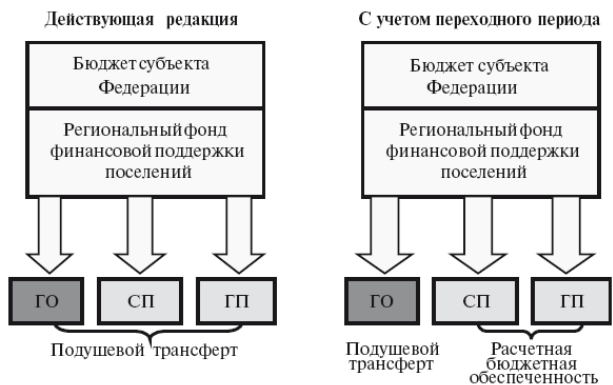 Действующая редакция
Бюджет субъекта
Федерации
Региональный фонд
финансовой поддержки
поселений
ГО
СП
ГП
Подушевой трансферт
С учетом переходного периода
Бюджет субъекта
Федерации
Региональный фонд
финансовой поддержки
поселений
ГО
СП
ГП
Подушевой
трансферт
Расчетная
бюджетная
обеспеченность